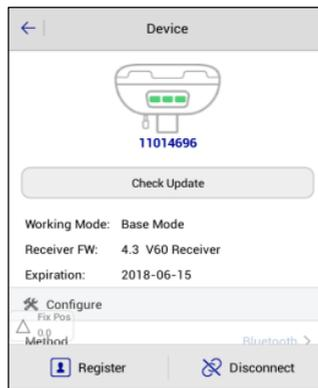 Device
11014696
Check Update
Working Mode: Base Mode
Receiver FW: 4.3 V60 Receiver
Expiration: 2018-06-15
Configure
Fix Pos
0.0
Method Bluetooth >
Register Disconnect